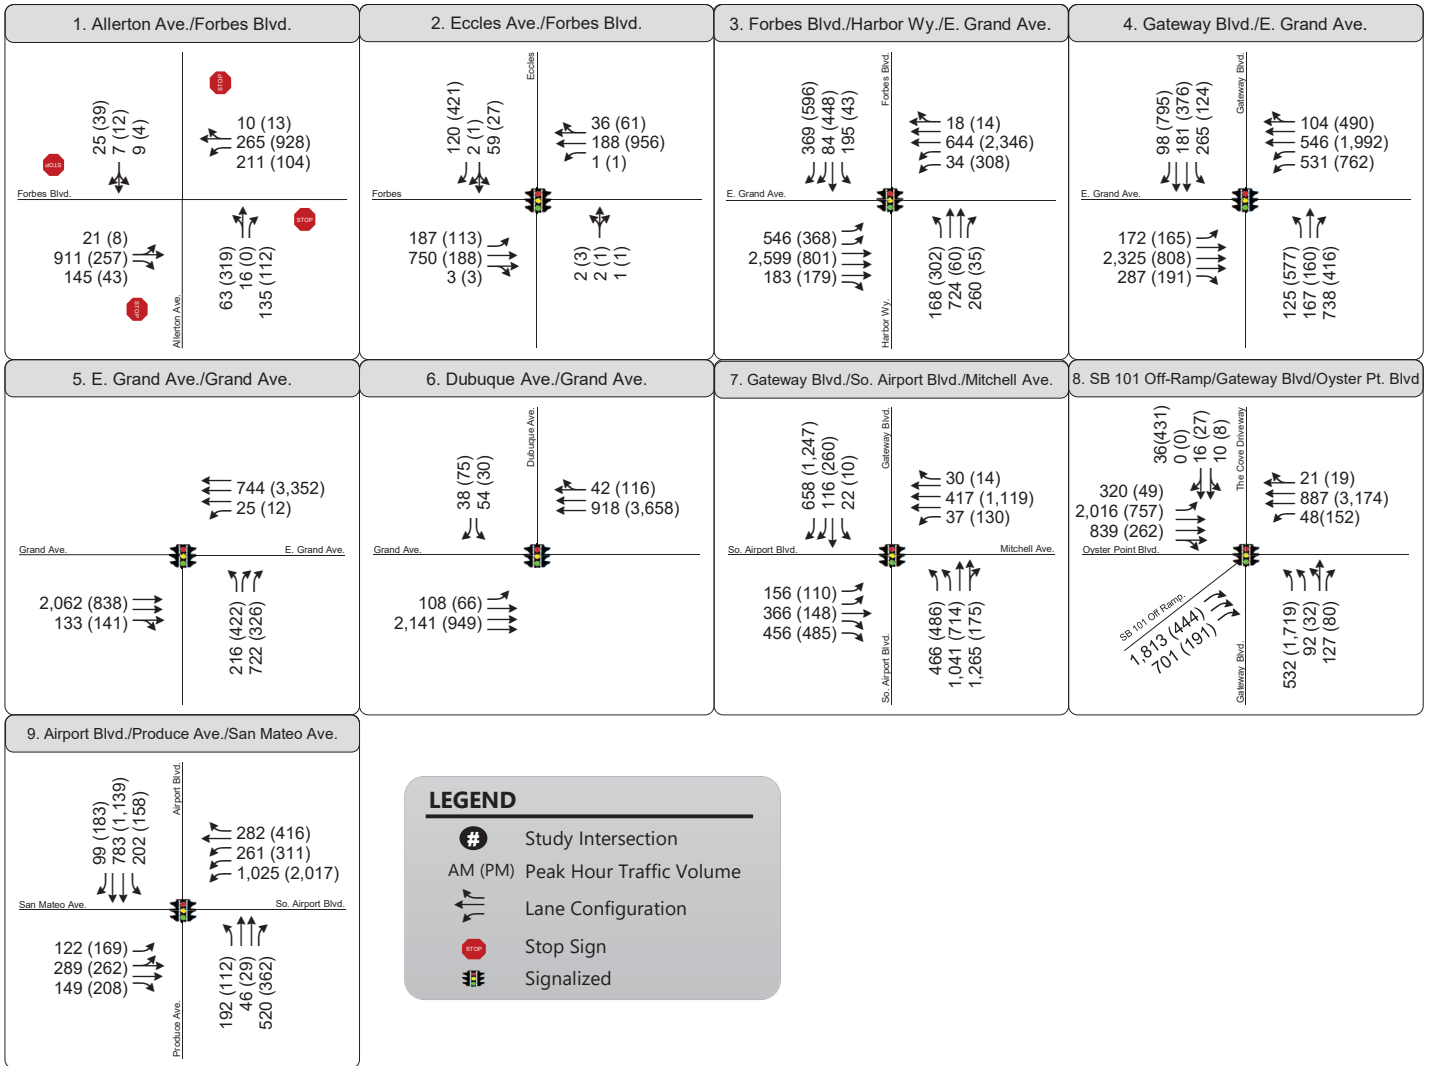 1. Allerton Ave./Forbes Blvd.
25 (39)
7 (12)
9 (4)
STOP
10 (13)
265 (928)
211 (104)
STOP
Forbes Blvd.
STOP
21 (8)
911 (257)
145 (43)
63 (319)
16 (0)
135 (112)
STOP
Allerton Ave.
2. Eccles Ave./Forbes Blvd.
Eccles
120 (421)
2 (1)
59 (27)
36 (61)
188 (956)
1 (1)
Forbes
187 (113)
750 (188)
3 (3)
2 (3)
2 (1)
1 (1)
3. Forbes Blvd./Harbor Wy./E. Grand Ave.
Forbes Blvd.
369 (596)
84 (448)
195 (43)
18 (14)
644 (2,346)
34 (308)
E. Grand Ave.
546 (368)
2,599 (801)
183 (179)
168 (302)
724 (60)
260 (35)
Harbor Wy.
4. Gateway Blvd./E. Grand Ave.
Gateway Blvd.
98 (795)
181 (376)
265 (124)
104 (490)
546 (1,992)
531 (762)
E. Grand Ave.
172 (165)
2,325 (808)
287 (191)
125 (577)
167 (160)
738 (416)
5. E. Grand Ave./Grand Ave.
744 (3,352)
25 (12)
Grand Ave.
E. Grand Ave.
2,062 (838)
133 (141)
216 (422)
722 (326)
6. Dubuque Ave./Grand Ave.
Dubuque Ave.
38 (75)
54 (30)
42 (116)
918 (3,658)
Grand Ave.
108 (66)
2,141 (949)
7. Gateway Blvd./So. Airport Blvd./Mitchell Ave.
Gateway Blvd.
658 (1,247)
116 (260)
22 (10)
30 (14)
417 (1,119)
37 (130)
So. Airport Blvd.
Mitchell Ave.
156 (110)
366 (148)
456 (485)
466 (486)
1,041 (714)
1,265 (175)
So. Airport Blvd.
8. SB 101 Off-Ramp/Gateway Blvd/Oyster Pt. Blvd
The Cove Driveway
36(431)
0 (0)
16 (27)
10 (8)
21 (19)
887 (3,174)
48(152)
320 (49)
2,016 (757)
839 (262)
Oyster Point Blvd.
SB 101 Off Ramp.
1,813 (444)
701 (191)
532 (1,719)
92 (32)
127 (80)
Gateway Blvd.
9. Airport Blvd./Produce Ave./San Mateo Ave.
Airport Blvd.
99 (183)
783 (1,139)
202 (158)
282 (416)
261 (311)
1,025 (2,017)
San Mateo Ave.
So. Airport Blvd.
122 (169)
289 (262)
149 (208)
192 (112)
46 (29)
520 (362)
Produce Ave.
LEGEND
# Study Intersection
AM (PM) Peak Hour Traffic Volume
Lane Configuration
STOP Stop Sign
Signalized